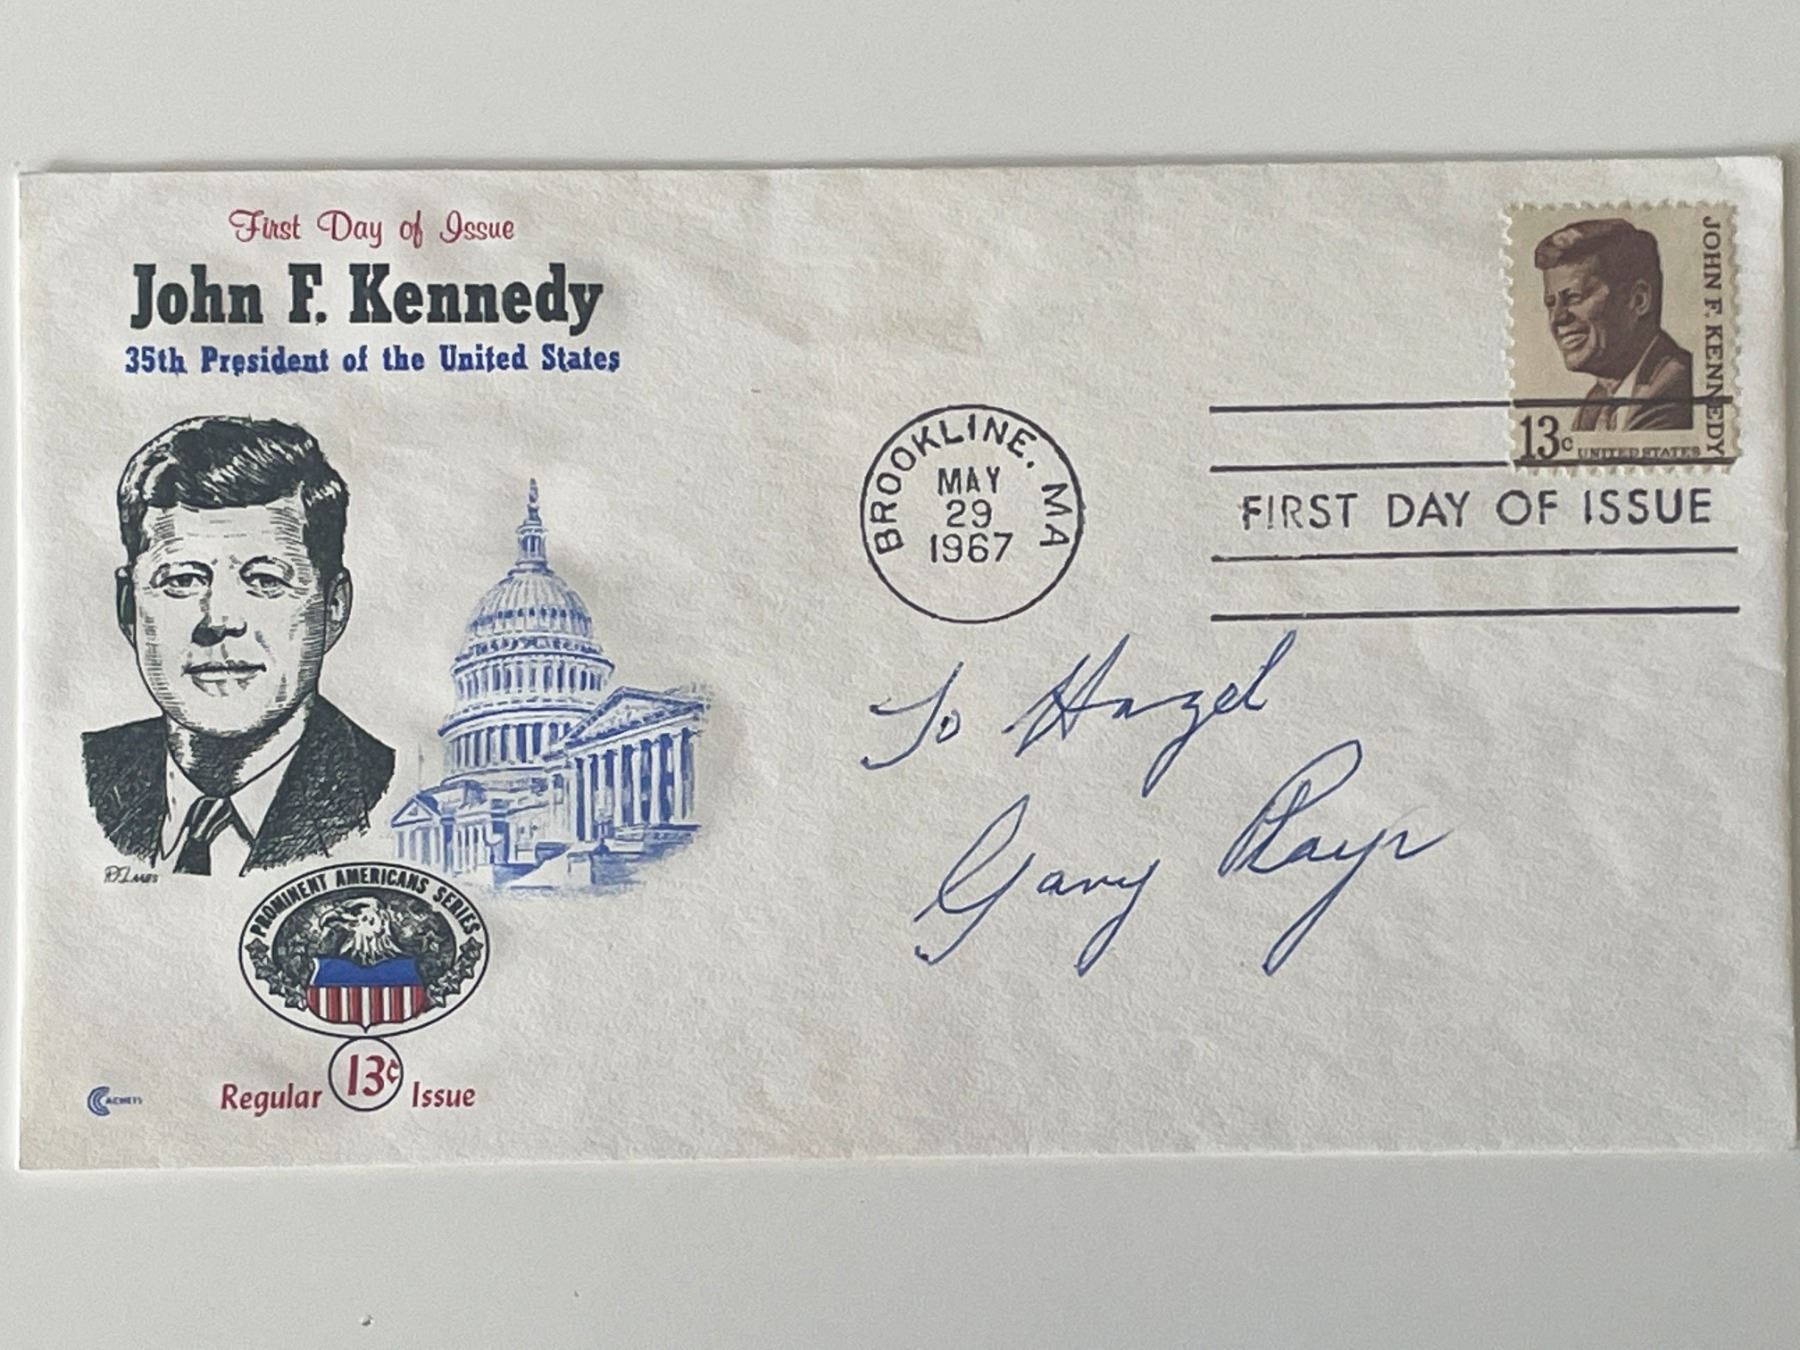 First Day of Issue
John F. Kennedy
35th President of the United States
PROMINENT AMERICANS SERIES
Regular 13¢ Issue
CACHETS
BROOKLINE, MA
MAY
29
1967
JOHN F. KENNEDY
13c UNITED STATES
FIRST DAY OF ISSUE
To Hazel
Gary Player